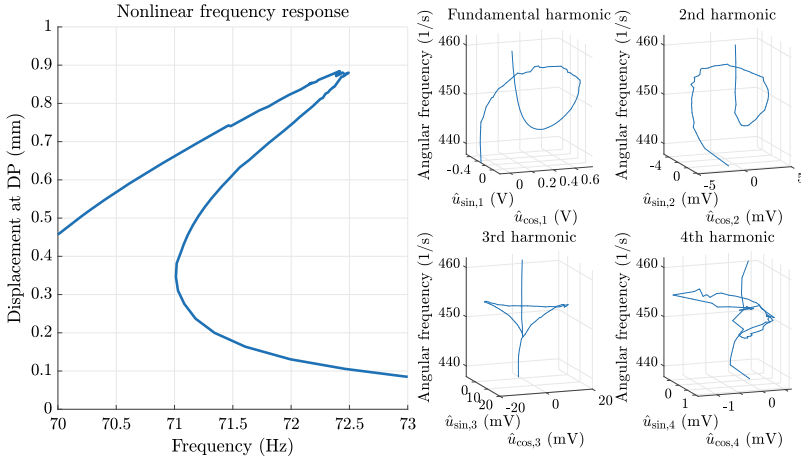 Nonlinear frequency response
Displacement at DP (mm)
1
0.9
0.8
0.7
0.6
0.5
0.4
0.3
0.2
0.1
0
70 70.5 71 71.5 72 72.5 73
Frequency (Hz)
Fundamental harmonic
Angular frequency (1/s)
460
450
440
-0.4
0
0 0.2 0.4 0.6
û_sin,1 (V)
û_cos,1 (V)
2nd harmonic
Angular frequency (1/s)
460
450
440
-4
0
-5 0 5
û_sin,2 (mV)
û_cos,2 (mV)
3rd harmonic
Angular frequency (1/s)
460
450
440
0
10
20
-20 0 20
û_sin,3 (mV)
û_cos,3 (mV)
4th harmonic
Angular frequency (1/s)
460
450
440
0
1
-1 0
û_sin,4 (mV)
û_cos,4 (mV)